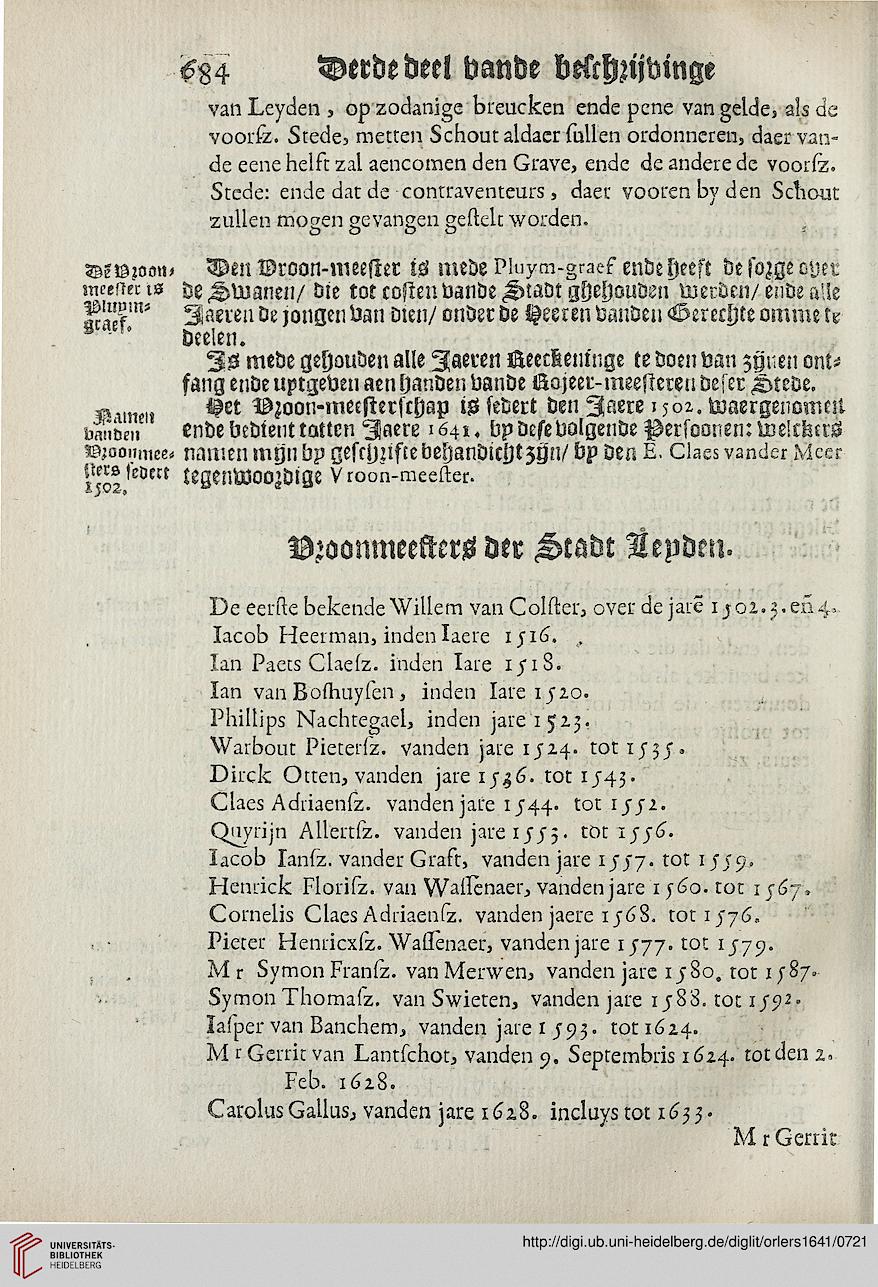 684 Derde deel vande beschrijvinge
van Leyden, op zodanige breucken ende pene van gelde, als de
voorſz. Stede, metten Schout aldaer ſullen ordonneren, daer van-
de eene helft zal aencomen den Grave, ende de andere de voorſz.
Stede: ende dat de contraventeurs, daer vooren by den Schout
zullen mogen gevangen geſtelt worden.
De Vroon-
meeſter is
Pluym-
graef.
Den Vroon-meeſter is mede Pluym-graef ende heeft de ſorge over
de Swanen/ die tot coſten vande Stadt ghehouden werden/ ende alle
Jaeren de jongen van dien/ onder de Heeren vanden Gerechte omme te
deelen.
Is mede gehouden alle Jaeren Reeckeninge te doen van zijnen ont-
fang ende uytgeven aen handen vande Rojeer-meeſteren deſer Stede.
Namen
vanden
Vroonmee-
ſters ſedert
1502.
Het Vroon-meeſterſchap is ſedert den Jaere 1502. waergenomen
ende bedient totten Jaere 1641. by deſe volgende Perſoonen: welckers
namen mijn by geſchrifte behandicht zijn/ by den E. Claes vander Meer
tegenwoordige Vroon-meeſter.
Vroonmeeſters der Stadt Leyden.
De eerſte bekende Willem van Colſter, over de jarē 1502. 3. eñ 4.
Iacob Heerman, inden Iaere 1516.
Ian Paets Claeſz. inden Iare 1518.
Ian van Boſhuyſen, inden Iare 1520.
Phillips Nachtegael, inden jare 1523.
Warbout Pieterſz. vanden jare 1524. tot 1535.
Dirck Otten, vanden jare 1536. tot 1543.
Claes Adriaenſz. vanden jare 1544. tot 1552.
Quyrijn Allertſz. vanden jare 1553. tot 1556.
Iacob Ianſz. vander Graft, vanden jare 1557. tot 1559.
Henrick Floriſz. van Waſſenaer, vanden jare 1560. tot 1567.
Cornelis Claes Adriaenſz. vanden jaere 1568. tot 1576.
Pieter Henricxſz. Waſſenaer, vanden jare 1577. tot 1579.
Mr Symon Franſz. van Merwen, vanden jare 1580. tot 1587.
Symon Thomaſz. van Swieten, vanden jare 1588. tot 1592.
Iaſper van Banchem, vanden jare 1593. tot 1624.
Mr Gerrit van Lantſchot, vanden 9. Septembris 1624. tot den 2.
Feb. 1628.
Carolus Gallus, vanden jare 1628. incluys tot 1633.
Mr Gerrit
UNIVERSITÄTS-
BIBLIOTHEK
HEIDELBERG
http://digi.ub.uni-heidelberg.de/diglit/orlers1641/0721